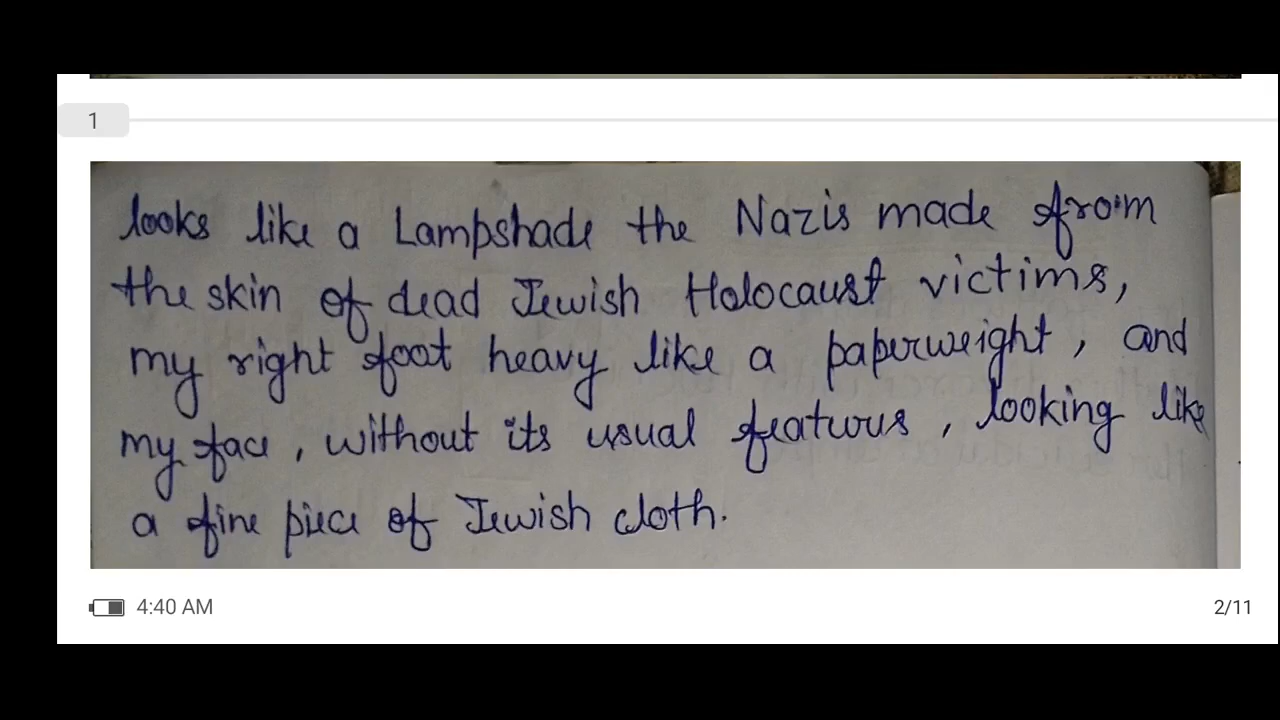 1
looks like a Lampshade the Nazis made from
the skin of dead Jewish Holocaust victims,
my right foot heavy like a paperweight, and
my face, without its usual features, looking like
a fine piece of Jewish cloth.
4:40 AM
2/11